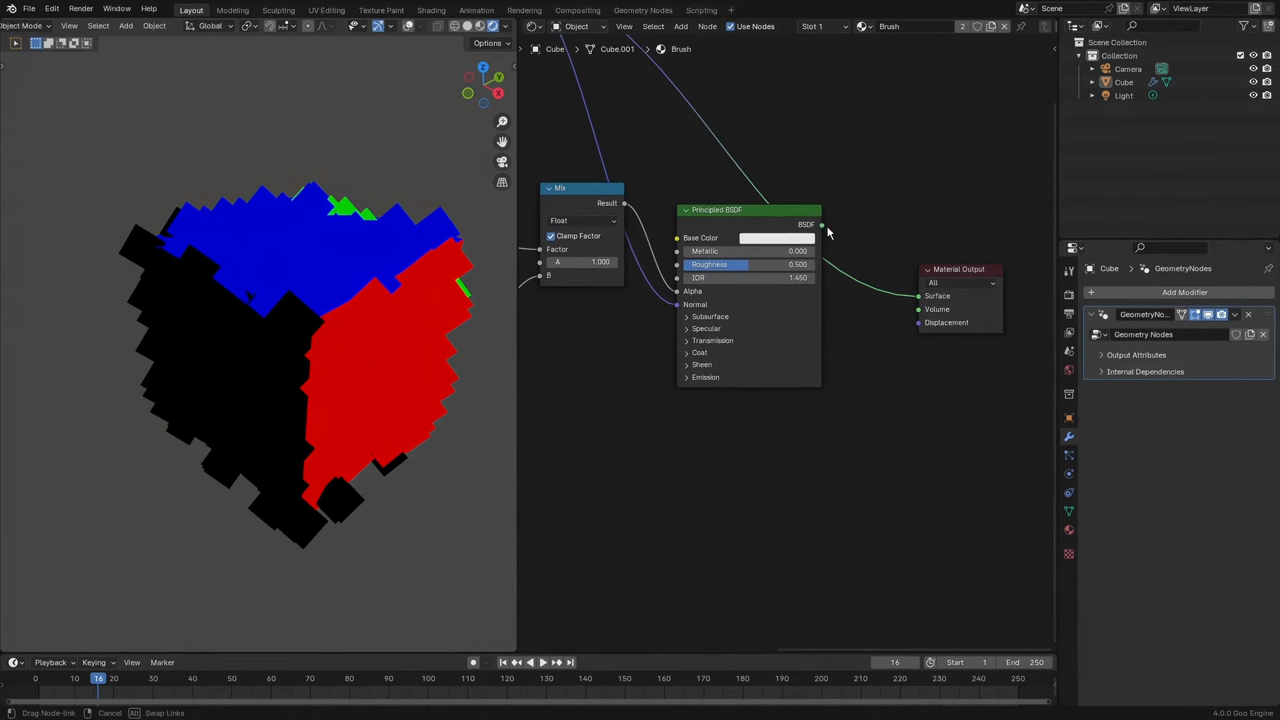 File Edit Render Window Help Layout Modeling Sculpting UV Editing Texture Paint Shading Animation Rendering Compositing Geometry Nodes Scripting + Scene ViewLayer
Object Mode View Select Add Object Global Object View Select Add Node Use Nodes Slot 1 Brush 2
Options
Cube Cube.001 Brush
Scene Collection
Collection
Camera
Cube
Light
Z
Y
X
Mix
Result
Float
Clamp Factor
Factor
A 1.000
B
Principled BSDF
BSDF
Base Color
Metallic 0.000
Roughness 0.500
IOR 1.450
Alpha
Normal
Subsurface
Specular
Transmission
Coat
Sheen
Emission
Material Output
All
Surface
Volume
Displacement
Cube GeometryNodes
Add Modifier
GeometryNo...
Geometry Nodes
Output Attributes
Internal Dependencies
Playback Keying View Marker 16 Start 1 End 250
0 10 16 20 30 40 50 60 70 80 90 100 110 120 130 140 150 160 170 180 190 200 210 220 230 240 250
Drag Node-link Cancel Alt Swap Links 4.0.0 Goo Engine